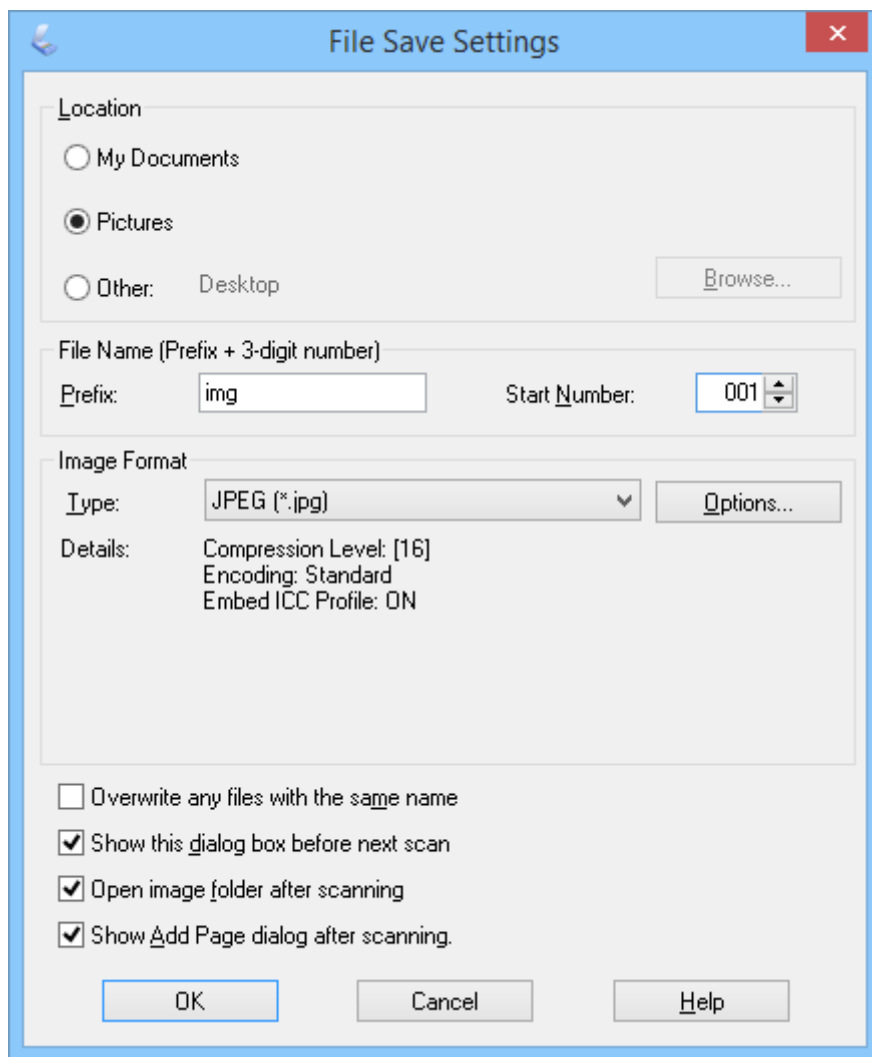 File Save Settings
Location
My Documents
Pictures
Other: Desktop Browse...
File Name (Prefix + 3-digit number)
Prefix: img Start Number: 001
Image Format
Type: JPEG (*.jpg) Options...
Details: Compression Level: [16]
Encoding: Standard
Embed ICC Profile: ON
Overwrite any files with the same name
Show this dialog box before next scan
Open image folder after scanning
Show Add Page dialog after scanning.
OK Cancel Help